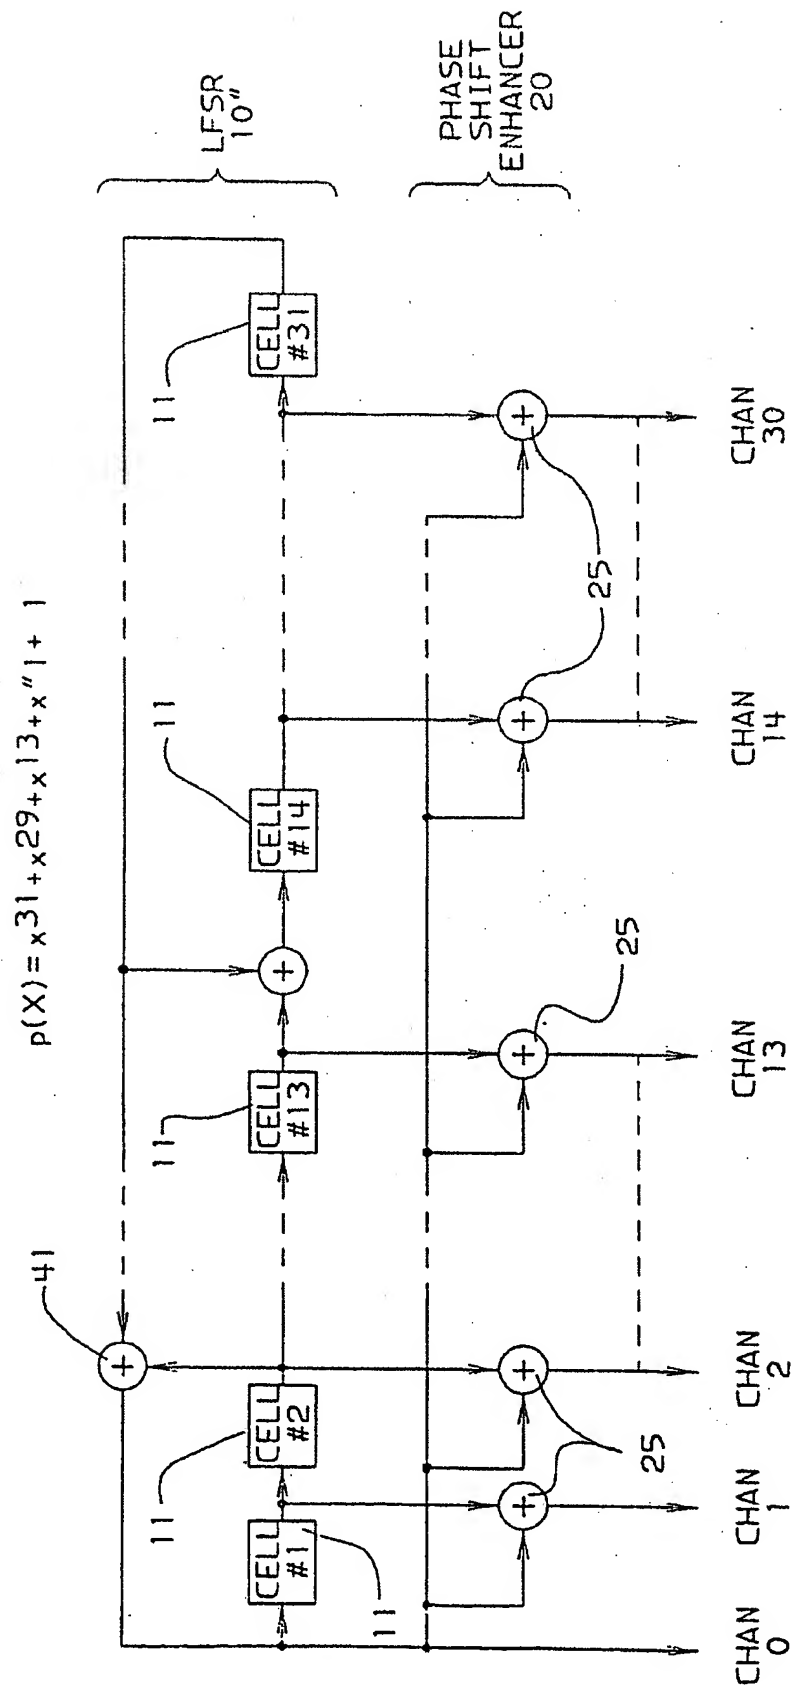 p(X) = x31 + x29 + x13 + x"1 + 1
41
11
11
11
11
11
LFSR
10"
CELL
#1
CELL
#2
CELL
#13
+
CELL
#14
CELL
#31
+
PHASE
SHIFT
ENHANCER
20
+
+
+
+
+
25
25
25
CHAN
0
CHAN
1
CHAN
2
CHAN
13
CHAN
14
CHAN
30